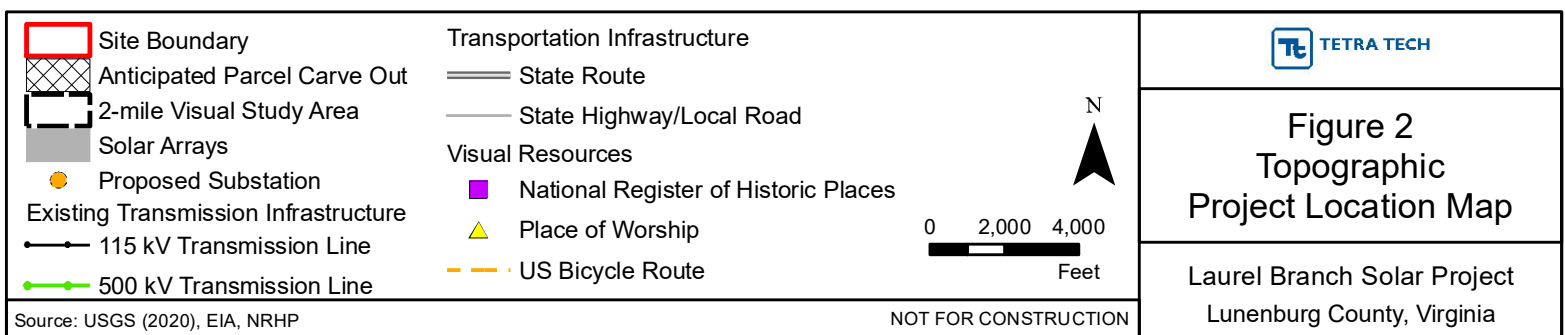 Site Boundary
Anticipated Parcel Carve Out
2-mile Visual Study Area
Solar Arrays
Proposed Substation
Existing Transmission Infrastructure
115 kV Transmission Line
500 kV Transmission Line
Transportation Infrastructure
State Route
State Highway/Local Road
Visual Resources
National Register of Historic Places
Place of Worship
US Bicycle Route
N
0 2,000 4,000
Feet
Source: USGS (2020), EIA, NRHP
NOT FOR CONSTRUCTION
Tt TETRA TECH
Figure 2
Topographic
Project Location Map
Laurel Branch Solar Project
Lunenburg County, Virginia